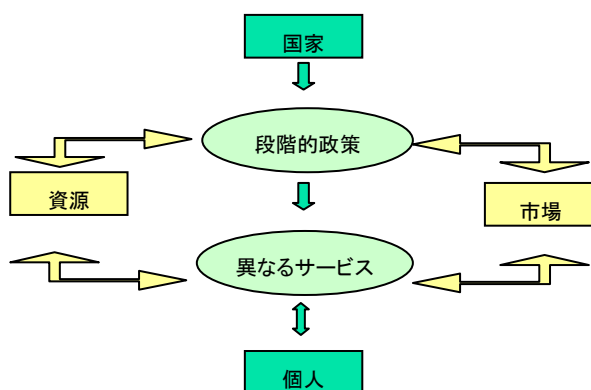 国家
段階的政策
資源
市場
異なるサービス
個人